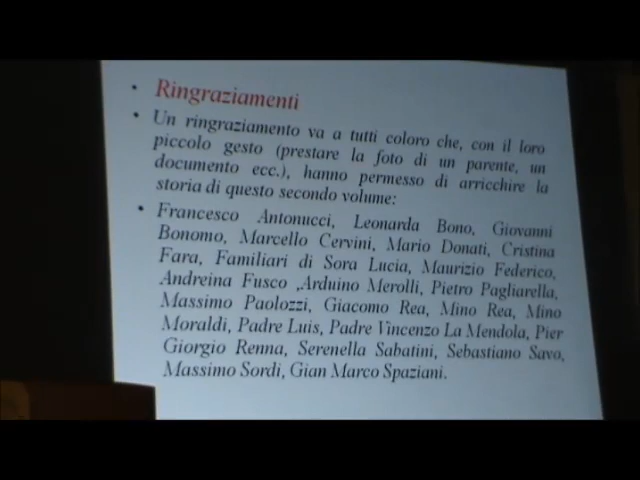 • Ringraziamenti
• Un ringraziamento va a tutti coloro che, con il loro
piccolo gesto (prestare la foto di un parente, un
documento ecc.), hanno permesso di arricchire la
storia di questo secondo volume:
• Francesco Antonucci, Leonarda Bono, Giovanni
Bonomo, Marcello Cervini, Mario Donati, Cristina
Fara, Familiari di Sora Lucia, Maurizio Federico,
Andreina Fusco ,Arduino Merolli, Pietro Pagliarella,
Massimo Paolozzi, Giacomo Rea, Mino Rea, Mino
Moraldi, Padre Luis, Padre Vincenzo La Mendola, Pier
Giorgio Renna, Serenella Sabatini, Sebastiano Savo,
Massimo Sordi, Gian Marco Spaziani.